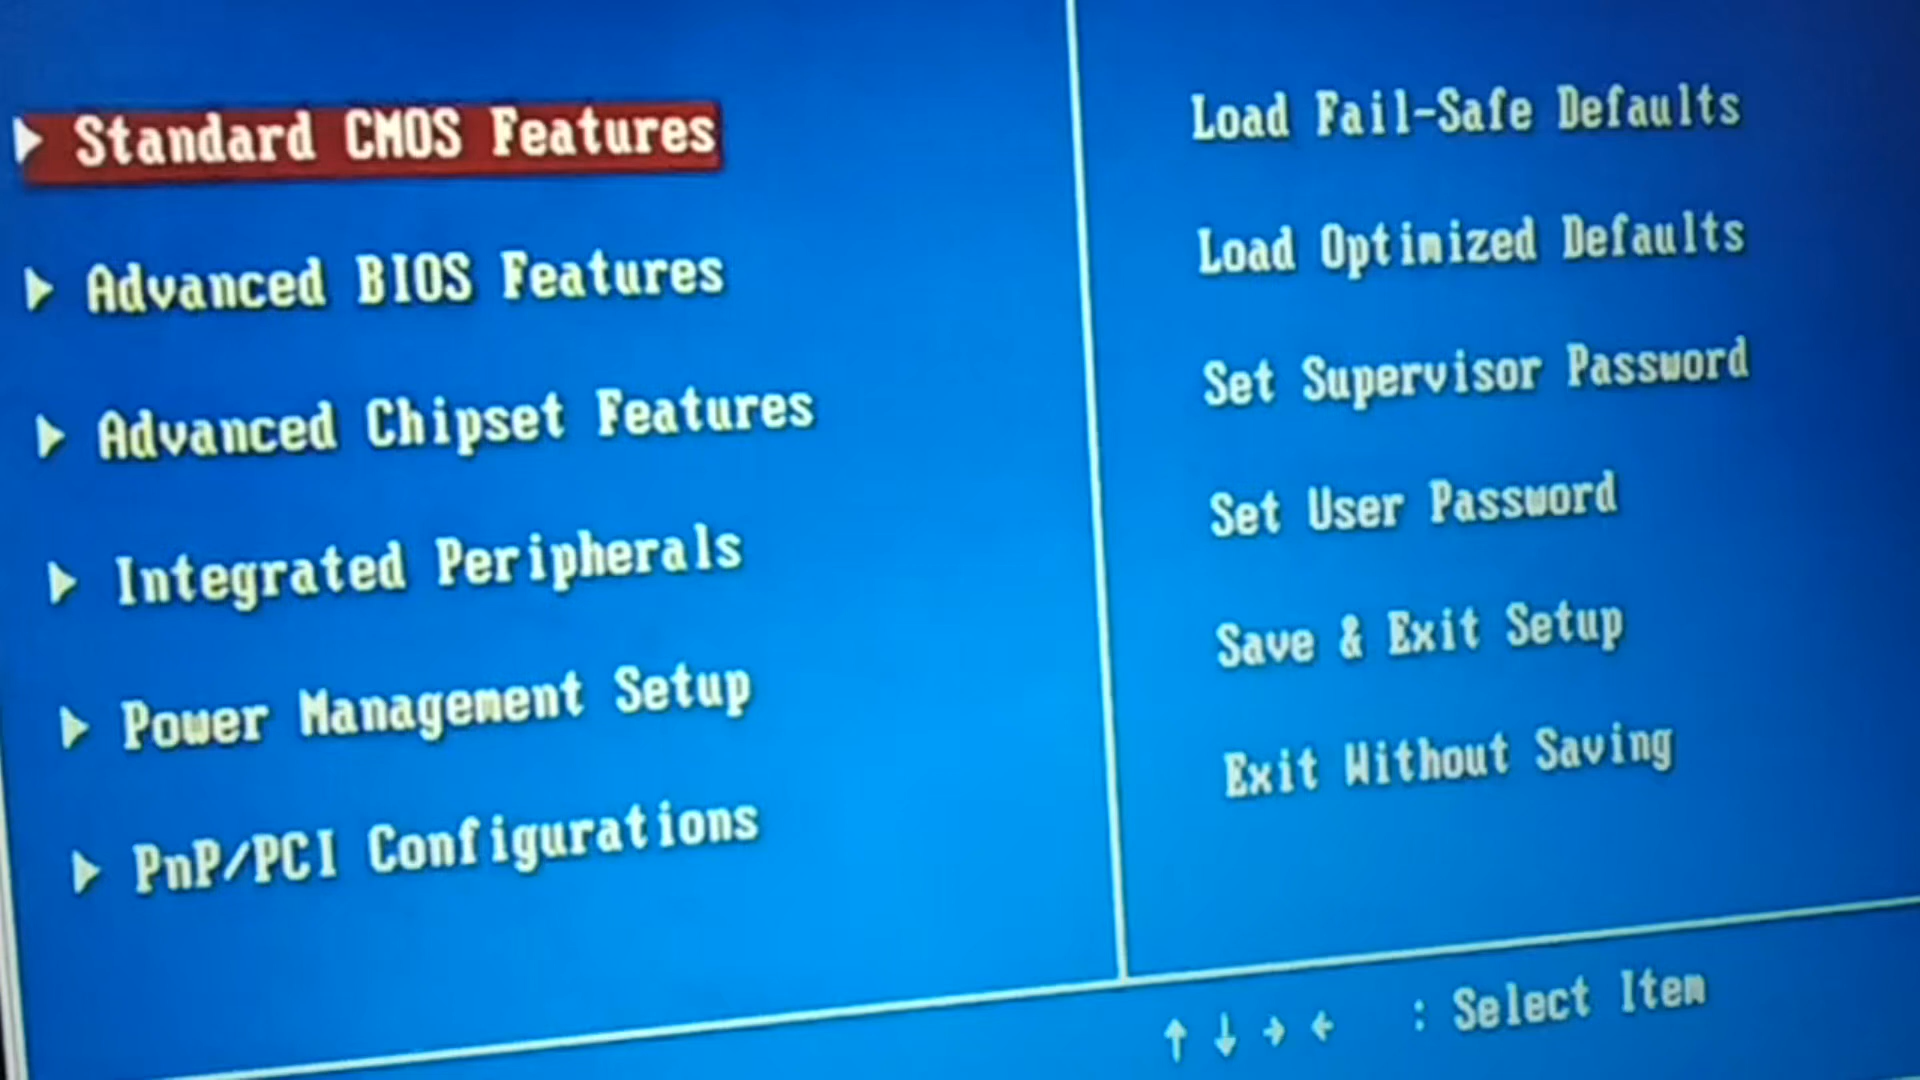 Standard CMOS Features
Advanced BIOS Features
Advanced Chipset Features
Integrated Peripherals
Power Management Setup
PnP/PCI Configurations
Load Fail-Safe Defaults
Load Optimized Defaults
Set Supervisor Password
Set User Password
Save & Exit Setup
Exit Without Saving
↑ ↓ → ← : Select Item